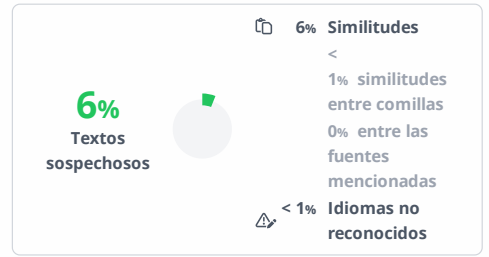 6%
Textos
sospechosos
6% Similitudes
<
1% similitudes
entre comillas
0% entre las
fuentes
mencionadas
< 1% Idiomas no
reconocidos